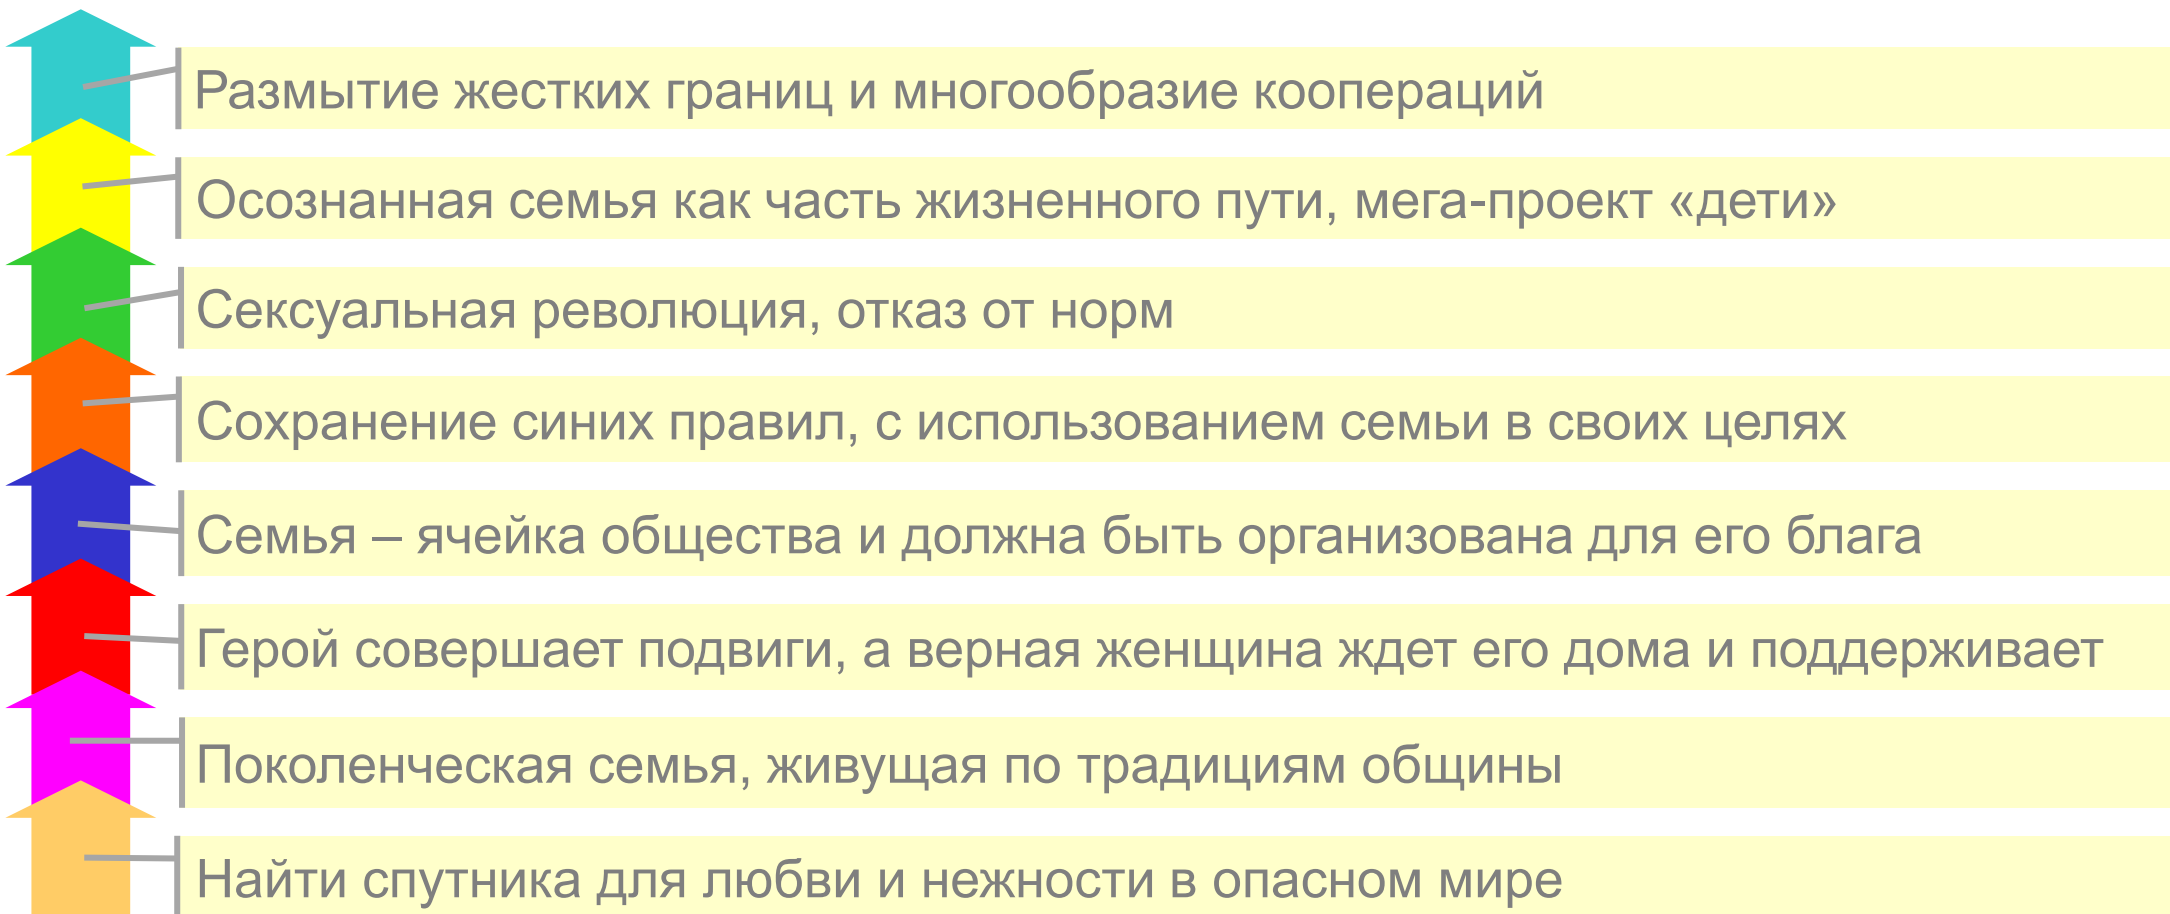 Размытие жестких границ и многообразие коопераций
Осознанная семья как часть жизненного пути, мега-проект «дети»
Сексуальная революция, отказ от норм
Сохранение синих правил, с использованием семьи в своих целях
Семья – ячейка общества и должна быть организована для его блага
Герой совершает подвиги, а верная женщина ждет его дома и поддерживает
Поколенческая семья, живущая по традициям общины
Найти спутника для любви и нежности в опасном мире